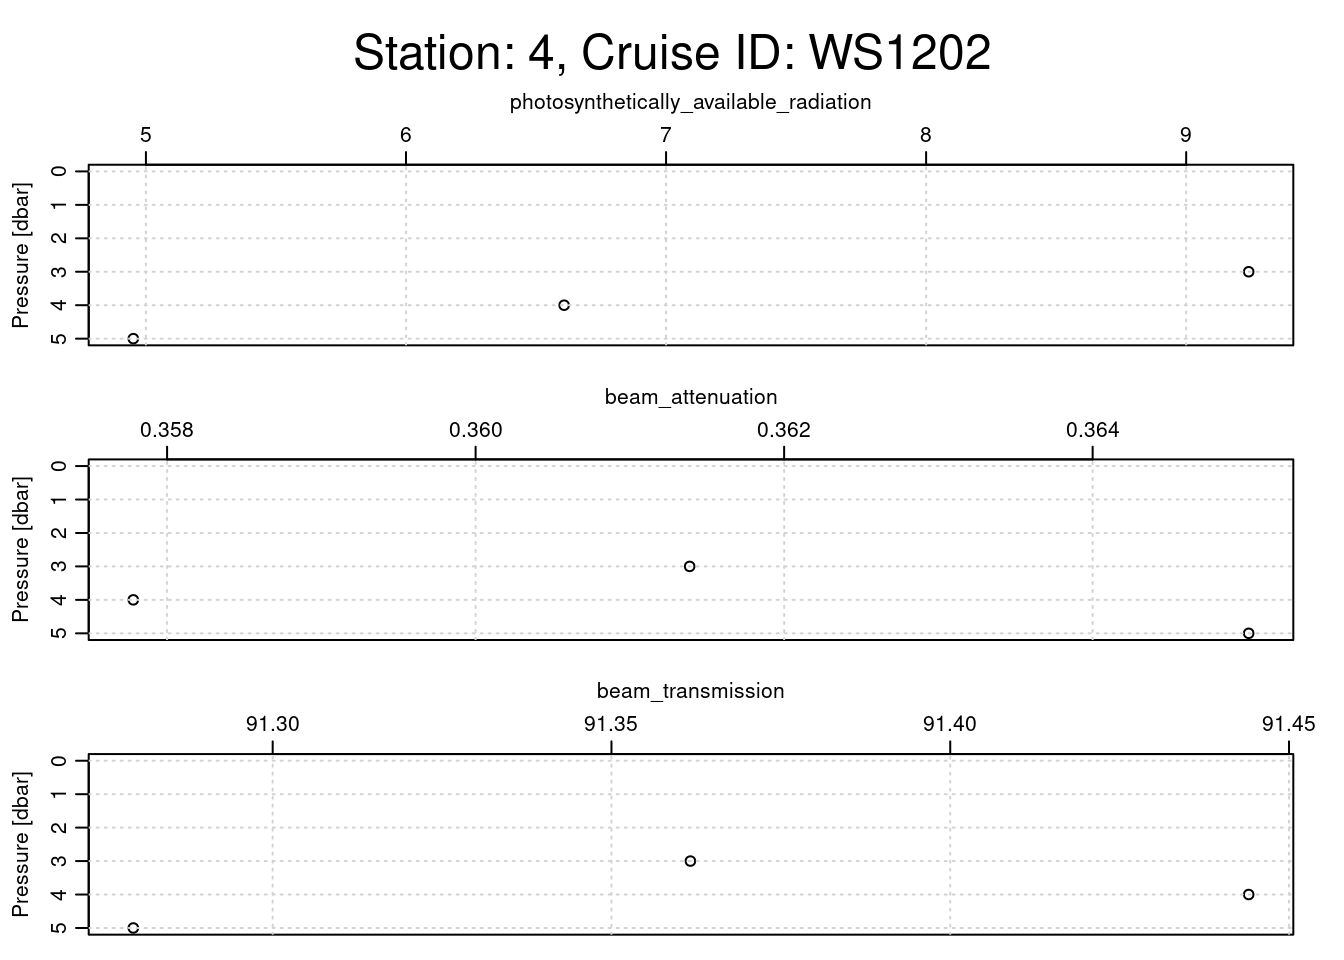 Station: 4, Cruise ID: WS1202
photosynthetically_available_radiation
5 6 7 8 9
Pressure [dbar]
0
1
2
3
4
5
beam_attenuation
0.358 0.360 0.362 0.364
Pressure [dbar]
0
1
2
3
4
5
beam_transmission
91.30 91.35 91.40 91.45
Pressure [dbar]
0
1
2
3
4
5